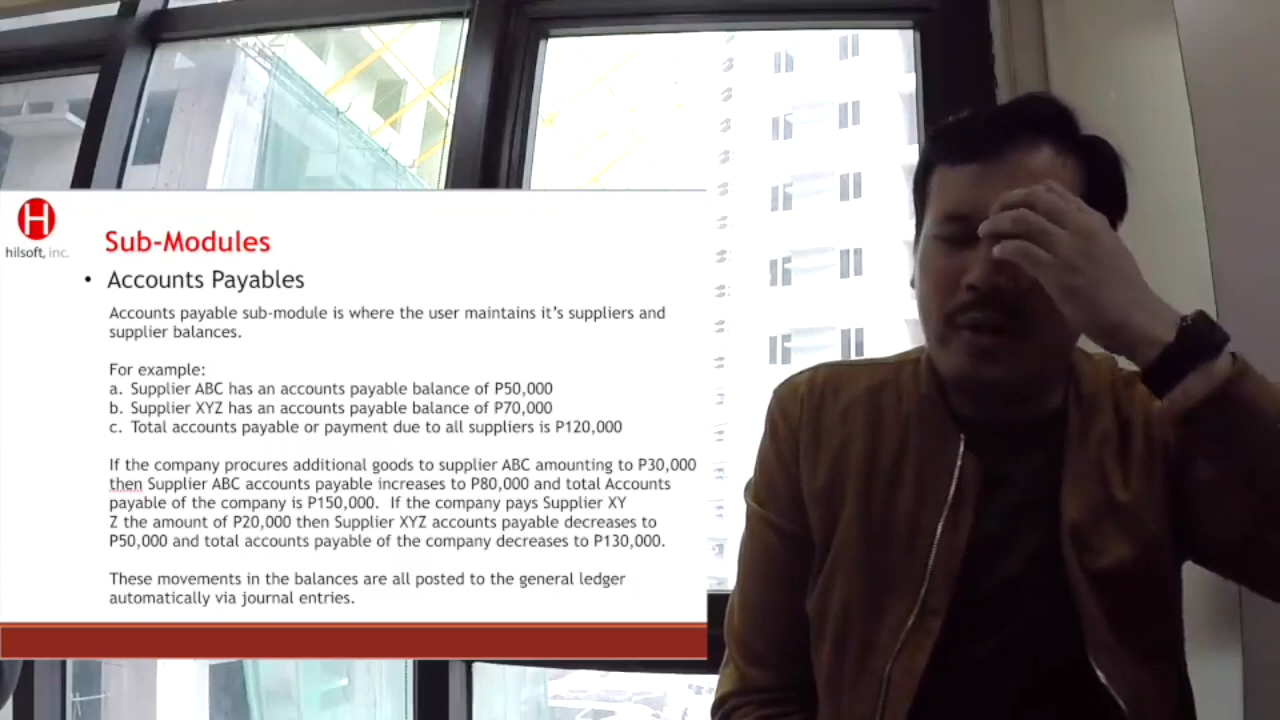 H
hilsoft, inc.
Sub-Modules
• Accounts Payables
Accounts payable sub-module is where the user maintains it's suppliers and
supplier balances.
For example:
a. Supplier ABC has an accounts payable balance of P50,000
b. Supplier XYZ has an accounts payable balance of P70,000
c. Total accounts payable or payment due to all suppliers is P120,000
If the company procures additional goods to supplier ABC amounting to P30,000
then Supplier ABC accounts payable increases to P80,000 and total Accounts
payable of the company is P150,000. If the company pays Supplier XY
Z the amount of P20,000 then Supplier XYZ accounts payable decreases to
P50,000 and total accounts payable of the company decreases to P130,000.
These movements in the balances are all posted to the general ledger
automatically via journal entries.